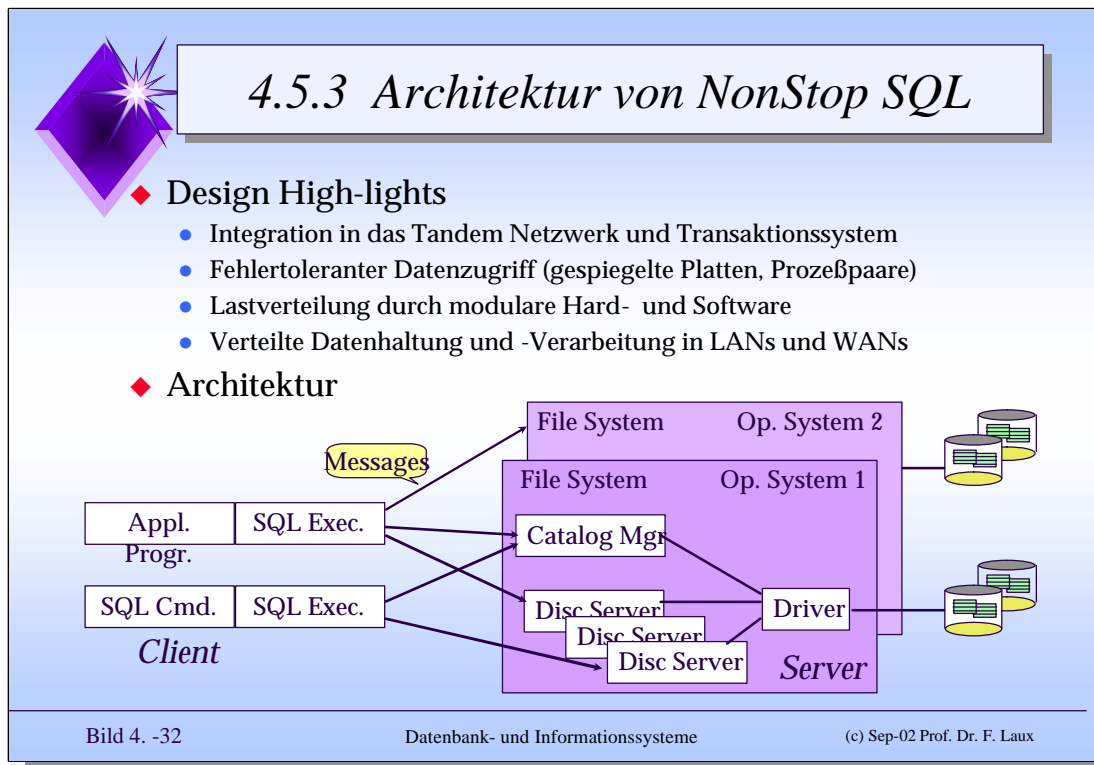 4.5.3 Architektur von NonStop SQL
Design High-lights
Integration in das Tandem Netzwerk und Transaktionssystem
Fehlertoleranter Datenzugriff (gespiegelte Platten, Prozeßpaare)
Lastverteilung durch modulare Hard- und Software
Verteilte Datenhaltung und -Verarbeitung in LANs und WANs
Architektur
File System Op. System 2
Messages
File System Op. System 1
Appl. Progr.
SQL Exec.
Catalog Mgr
SQL Cmd.
SQL Exec.
Disc Server
Disc Server
Disc Server
Driver
Client
Server
Bild 4. -32
Datenbank- und Informationssysteme
(c) Sep-02 Prof. Dr. F. Laux